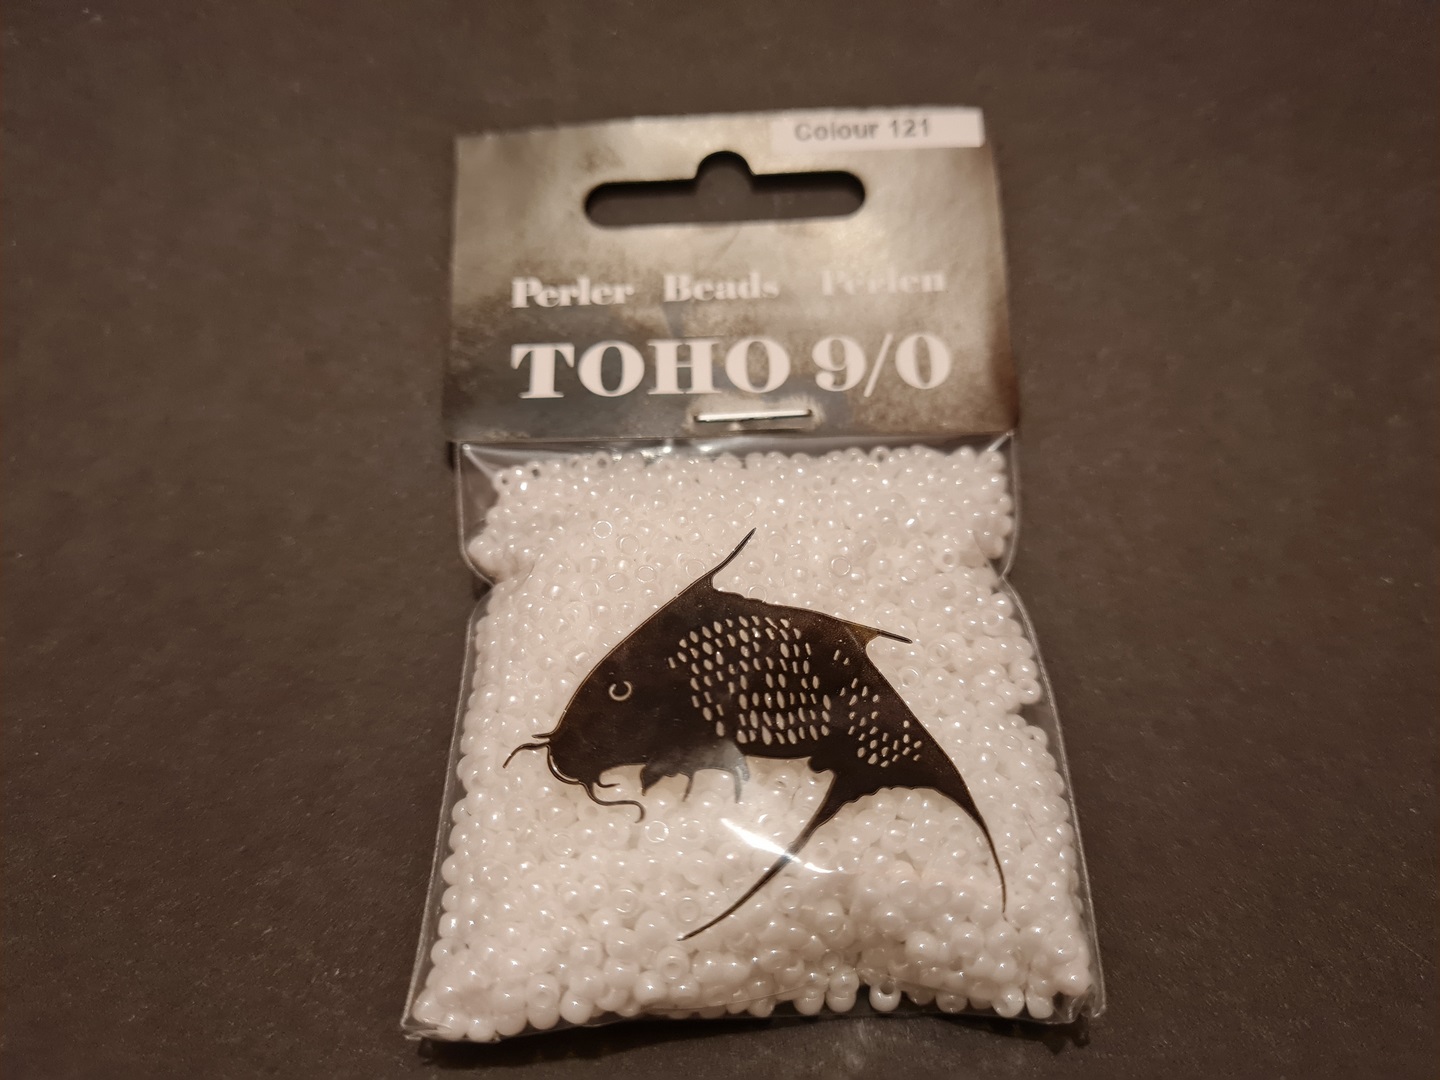 Colour 121
Perler Beads Perlen
TOHO 9/0